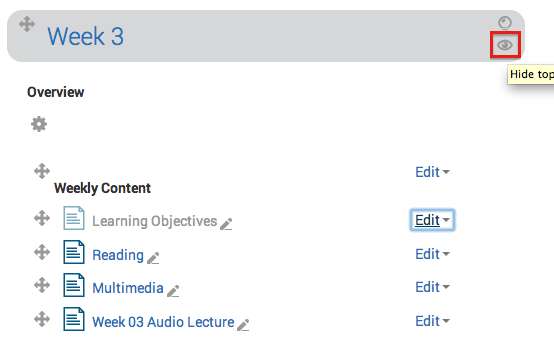 Week 3
Hide top
Overview
Edit
Weekly Content
Learning Objectives Edit
Reading Edit
Multimedia Edit
Week 03 Audio Lecture Edit